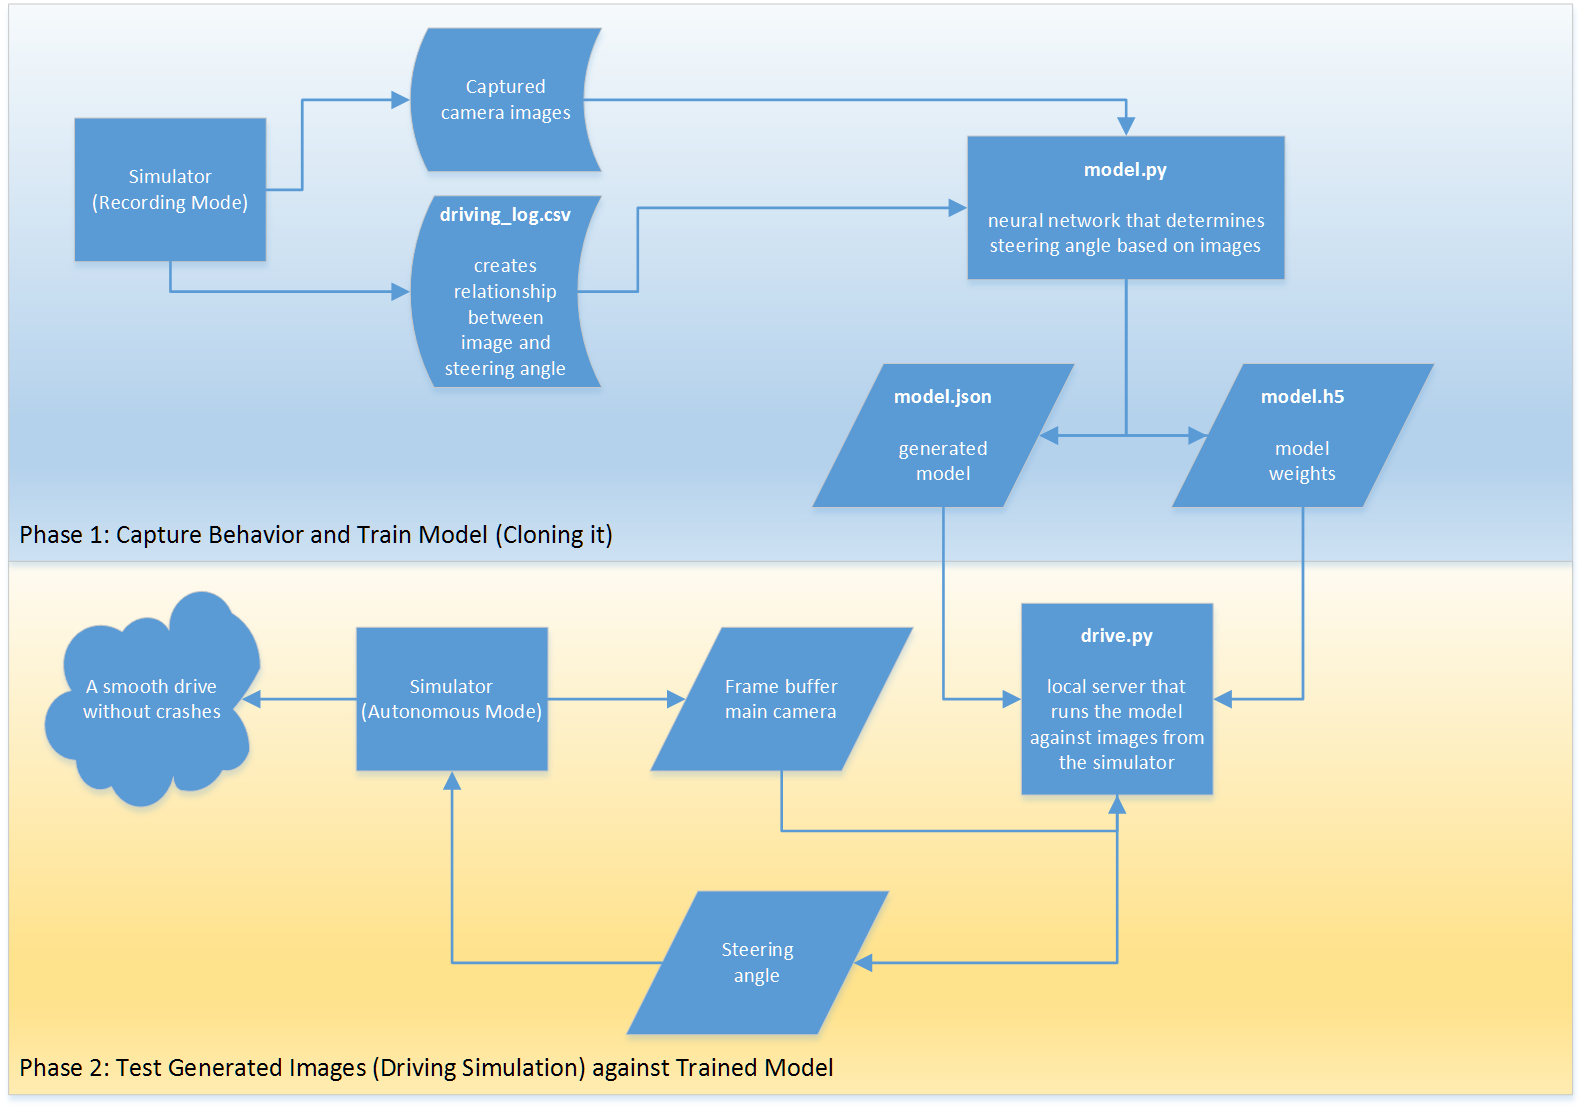 Captured
camera images
Simulator
(Recording Mode)
driving_log.csv
creates
relationship
between
image and
steering angle
model.py
neural network that determines
steering angle based on images
model.json
generated
model
model.h5
model
weights
Phase 1: Capture Behavior and Train Model (Cloning it)
A smooth drive
without crashes
Simulator
(Autonomous Mode)
Frame buffer
main camera
drive.py
local server that
runs the model
against images from
the simulator
Steering
angle
Phase 2: Test Generated Images (Driving Simulation) against Trained Model